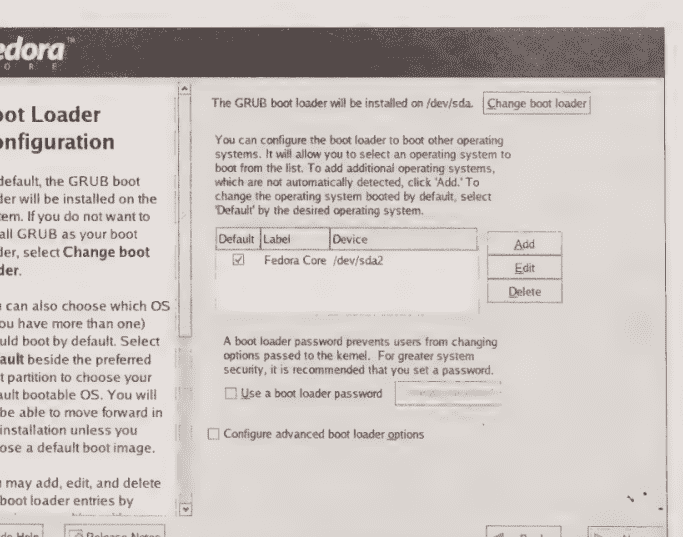 edora™
O R E
oot Loader
onfiguration
default, the GRUB boot
der will be installed on the
tem. If you do not want to
all GRUB as your boot
der, select Change boot
der.
can also choose which OS
ou have more than one)
uld boot by default. Select
ault beside the preferred
t partition to choose your
ault bootable OS. You will
be able to move forward in
installation unless you
ose a default boot image.
may add, edit, and delete
boot loader entries by
Release Notes
The GRUB boot loader will be installed on /dev/sda.
Change boot loader
You can configure the boot loader to boot other operating
systems. It will allow you to select an operating system to
boot from the list. To add additional operating systems,
which are not automatically detected, click 'Add.' To
change the operating system booted by default, select
'Default' by the desired operating system.
Default Label Device
Fedora Core /dev/sda2
Add
Edit
Delete
A boot loader password prevents users from changing
options passed to the kernel. For greater system
security, it is recommended that you set a password.
Use a boot loader password
Configure advanced boot loader options